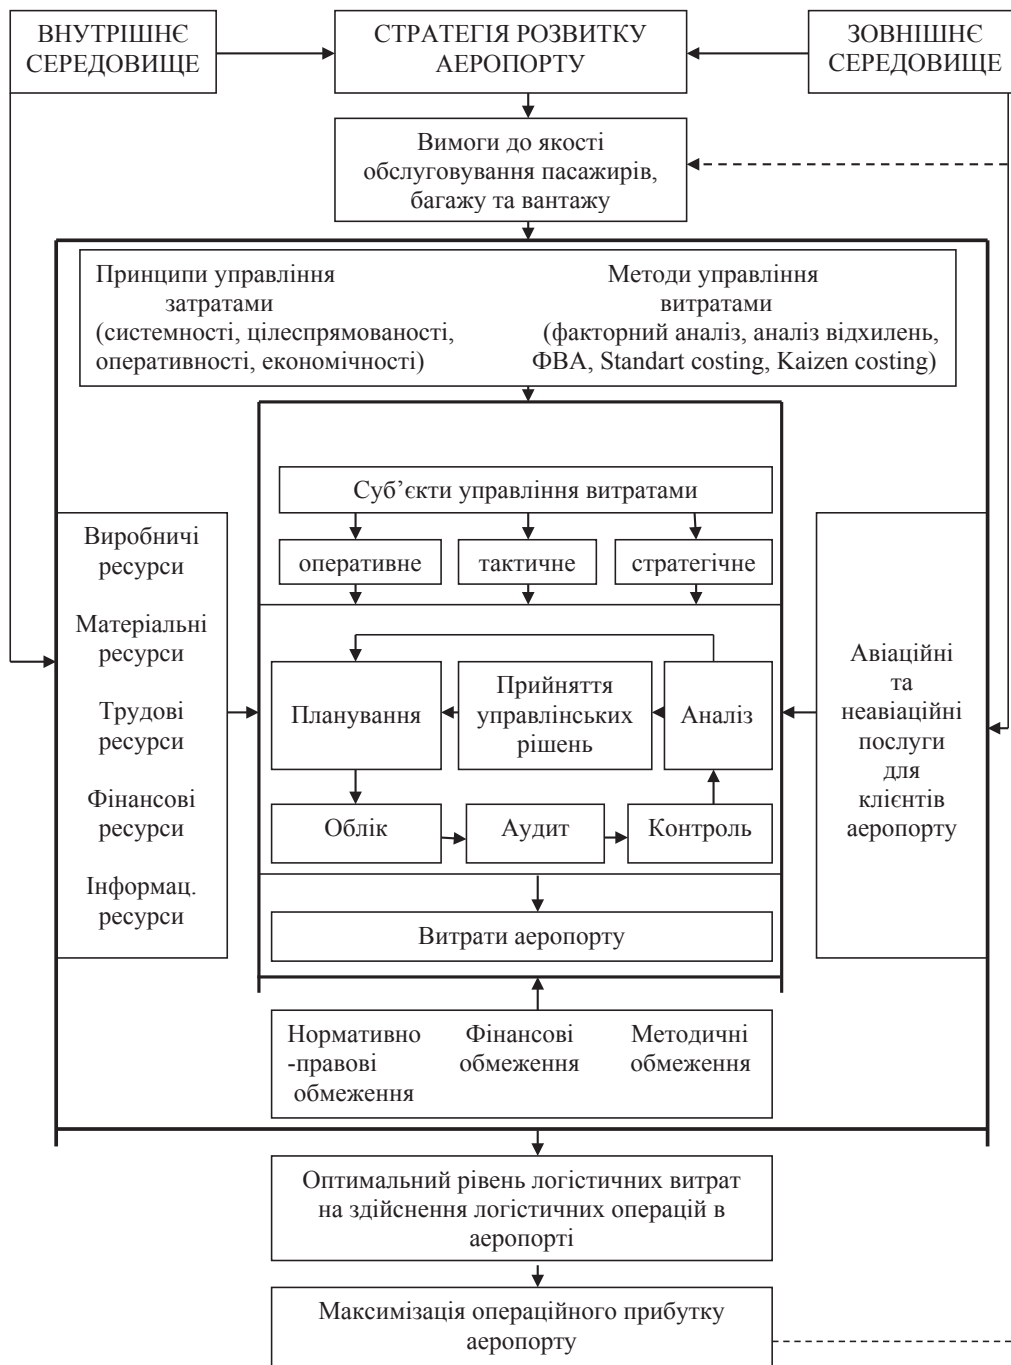 ВНУТРІШНЄ
СЕРЕДОВИЩЕ
СТРАТЕГІЯ РОЗВИТКУ
АЕРОПОРТУ
ЗОВНІШНЄ
СЕРЕДОВИЩЕ
Вимоги до якості
обслуговування пасажирів,
багажу та вантажу
Принципи управління
затратами
(системності, цілеспрямованості,
оперативності, економічності)
Методи управління
витратами
(факторний аналіз, аналіз відхилень,
ФВА, Standart costing, Kaizen costing)
Суб’єкти управління витратами
оперативне
тактичне
стратегічне
Виробничі
ресурси
Матеріальні
ресурси
Трудові
ресурси
Фінансові
ресурси
Інформац.
ресурси
Планування
Прийняття
управлінських
рішень
Аналіз
Облік
Аудит
Контроль
Витрати аеропорту
Авіаційні
та
неавіаційні
послуги
для
клієнтів
аеропорту
Нормативно
-правові
обмеження
Фінансові
обмеження
Методичні
обмеження
Оптимальний рівень логістичних витрат
на здійснення логістичних операцій в
аеропорті
Максимізація операційного прибутку
аеропорту